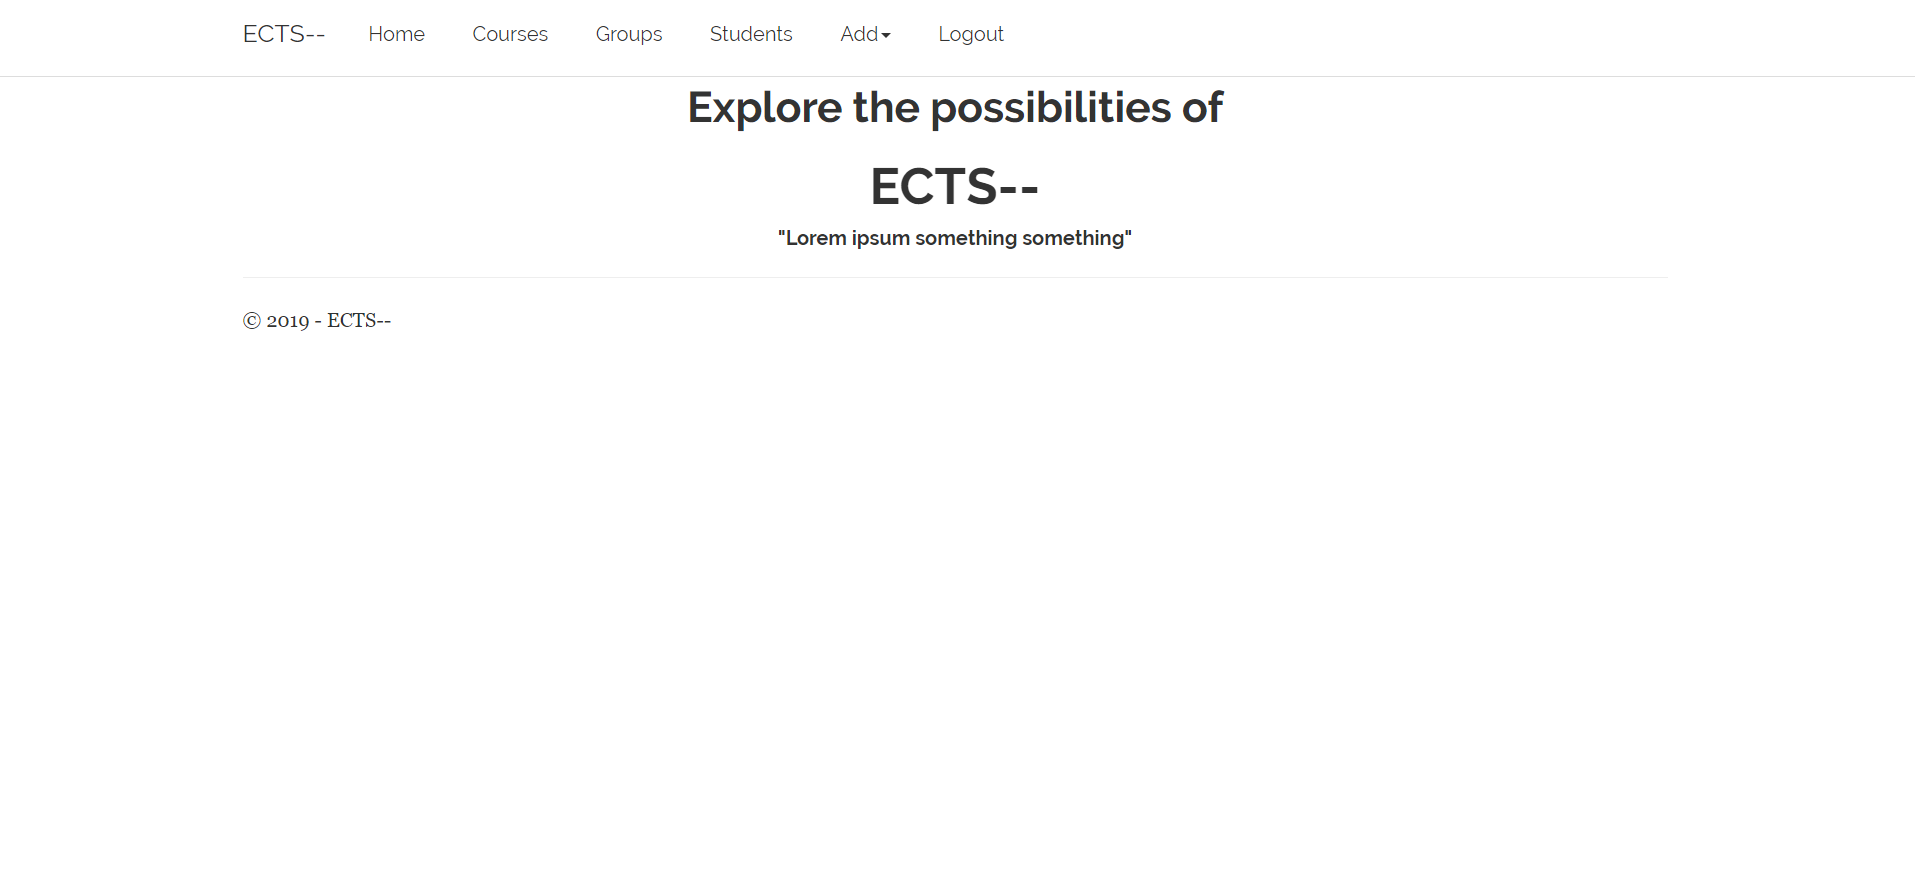 ECTS-- Home Courses Groups Students Add Logout
Explore the possibilities of
ECTS--
"Lorem ipsum something something"
© 2019 - ECTS--